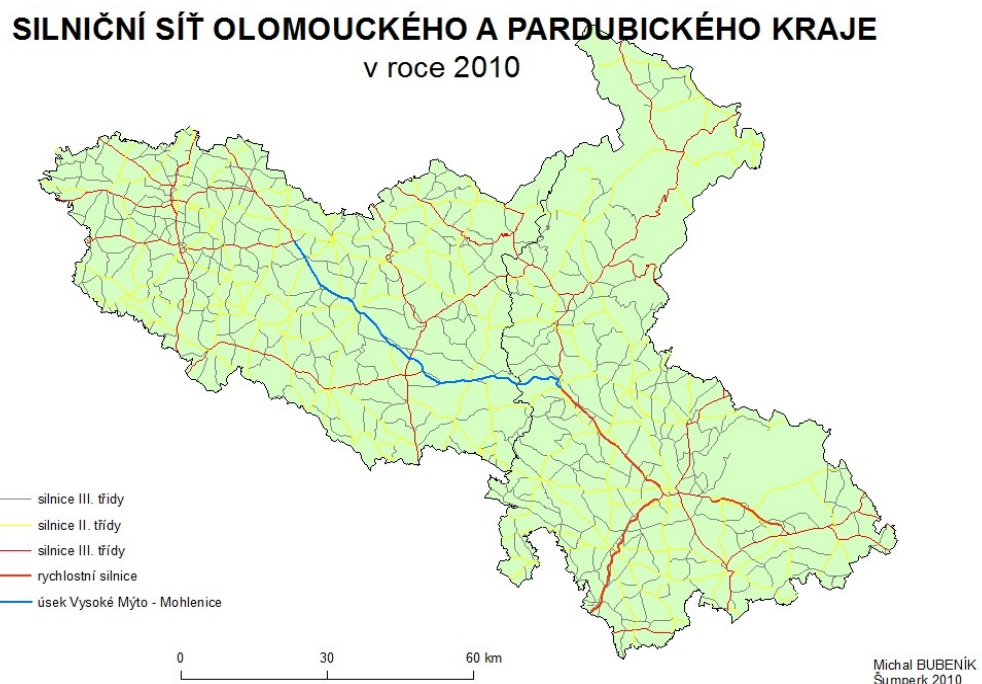 SILNIČNÍ SÍŤ OLOMOUCKÉHO A PARDUBICKÉHO KRAJE
v roce 2010
silnice III. třídy
silnice II. třídy
silnice III. třídy
rychlostní silnice
úsek Vysoké Mýto - Mohlenice
0 30 60 km
Michal BUBENÍK
Šumperk 2010